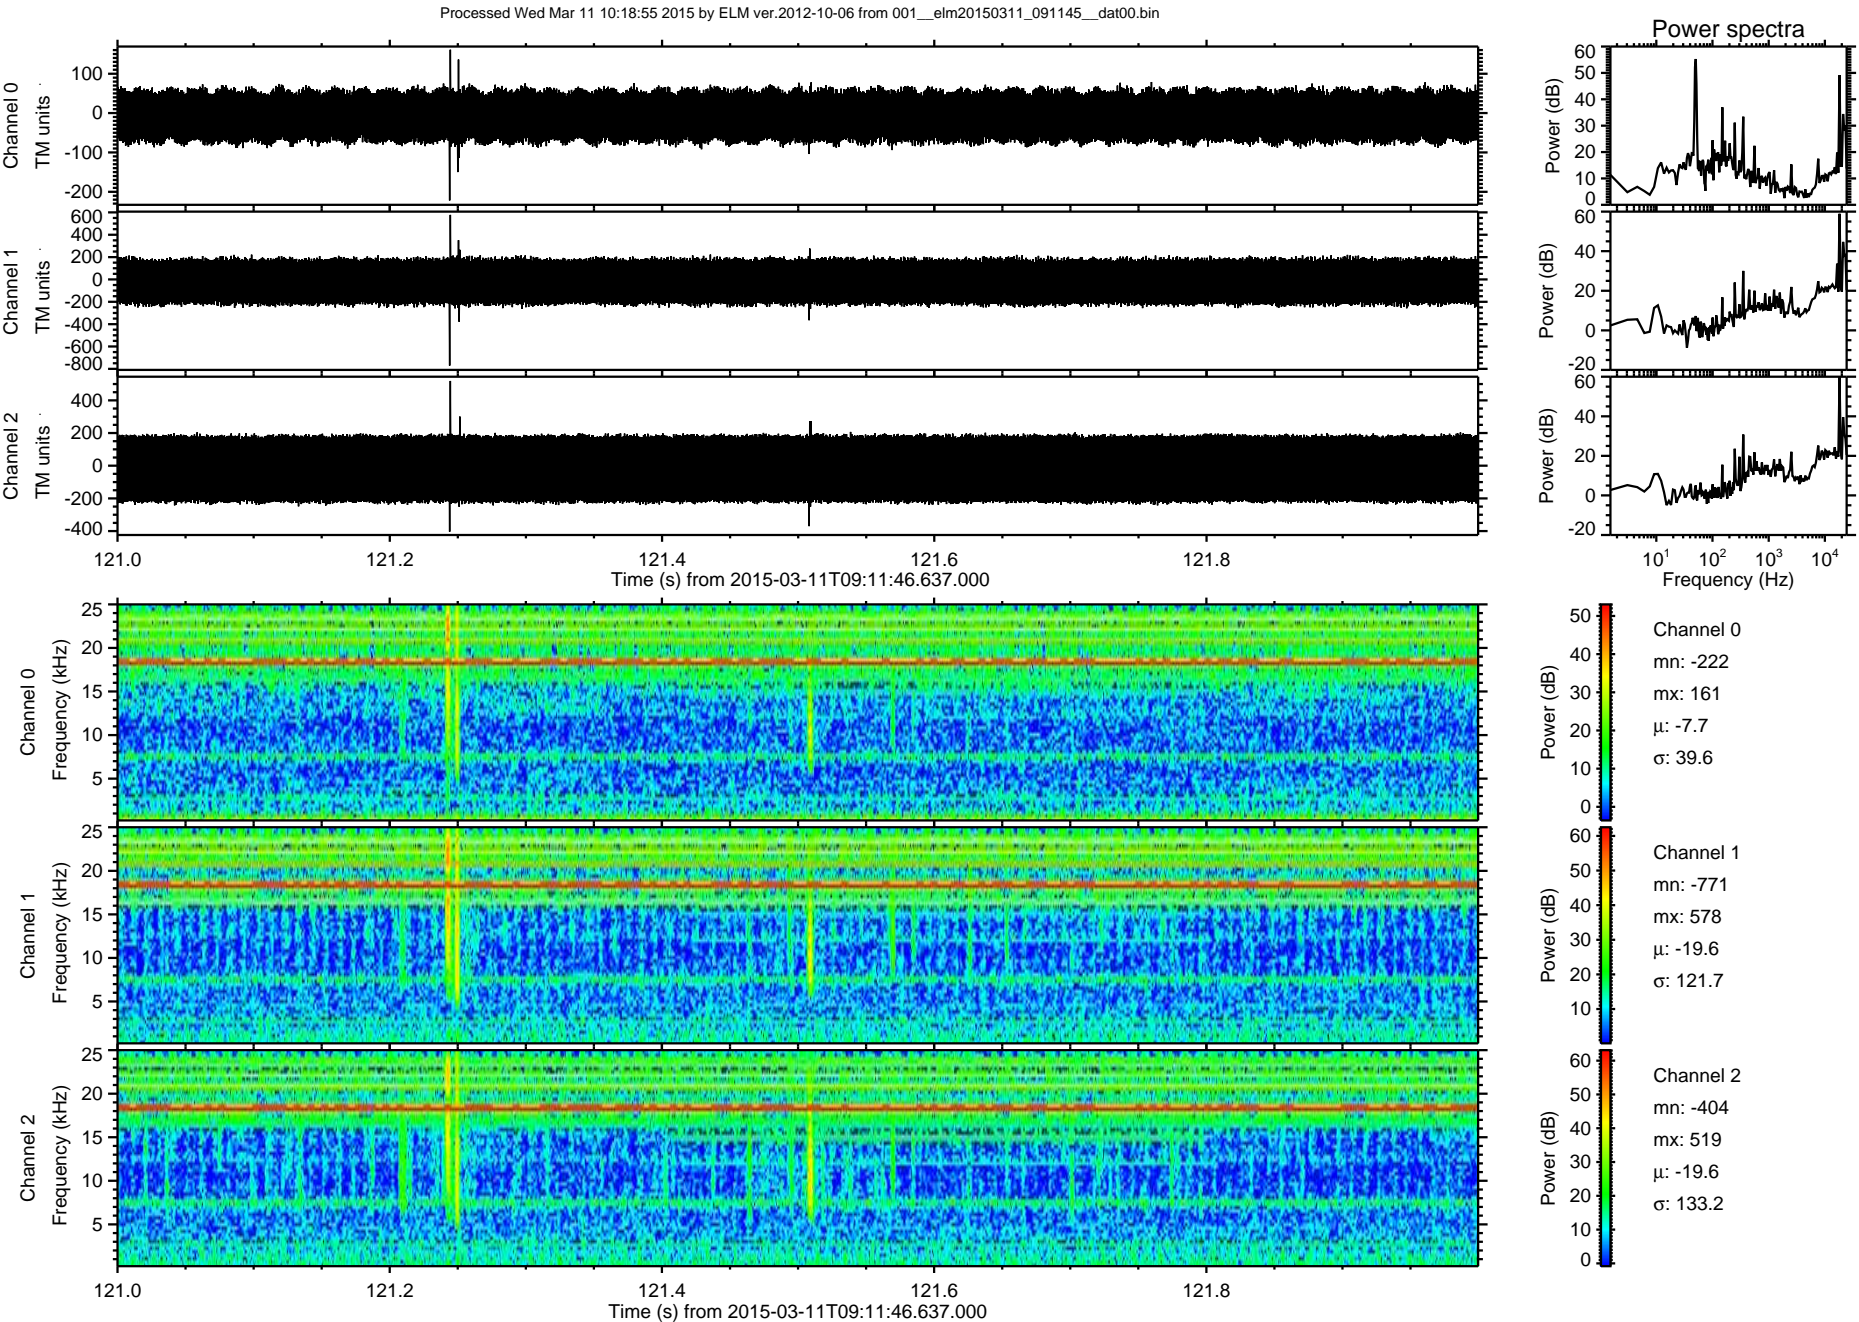 Processed Wed Mar 11 10:18:55 2015 by ELM ver.2012-10-06 from 001__elm20150311_091145__dat00.bin
Power spectra
Channel 0
TM units
100
0
-100
-200
Power (dB)
60
50
40
30
20
10
0
Channel 1
TM units
600
400
200
0
-200
-400
-600
-800
Power (dB)
60
40
20
0
-20
Channel 2
TM units
400
200
0
-200
-400
Power (dB)
60
40
20
0
-20
121.0 121.2 121.4 121.6 121.8
Time (s) from 2015-03-11T09:11:46.637.000
10¹ 10² 10³ 10⁴
Frequency (Hz)
Channel 0
Frequency (kHz)
25
20
15
10
5
Power (dB)
50
40
30
20
10
0
Channel 0
mn: -222
mx: 161
μ: -7.7
σ: 39.6
Channel 1
Frequency (kHz)
25
20
15
10
5
Power (dB)
60
50
40
30
20
10
Channel 1
mn: -771
mx: 578
μ: -19.6
σ: 121.7
Channel 2
Frequency (kHz)
25
20
15
10
5
Power (dB)
60
50
40
30
20
10
0
Channel 2
mn: -404
mx: 519
μ: -19.6
σ: 133.2
121.0 121.2 121.4 121.6 121.8
Time (s) from 2015-03-11T09:11:46.637.000